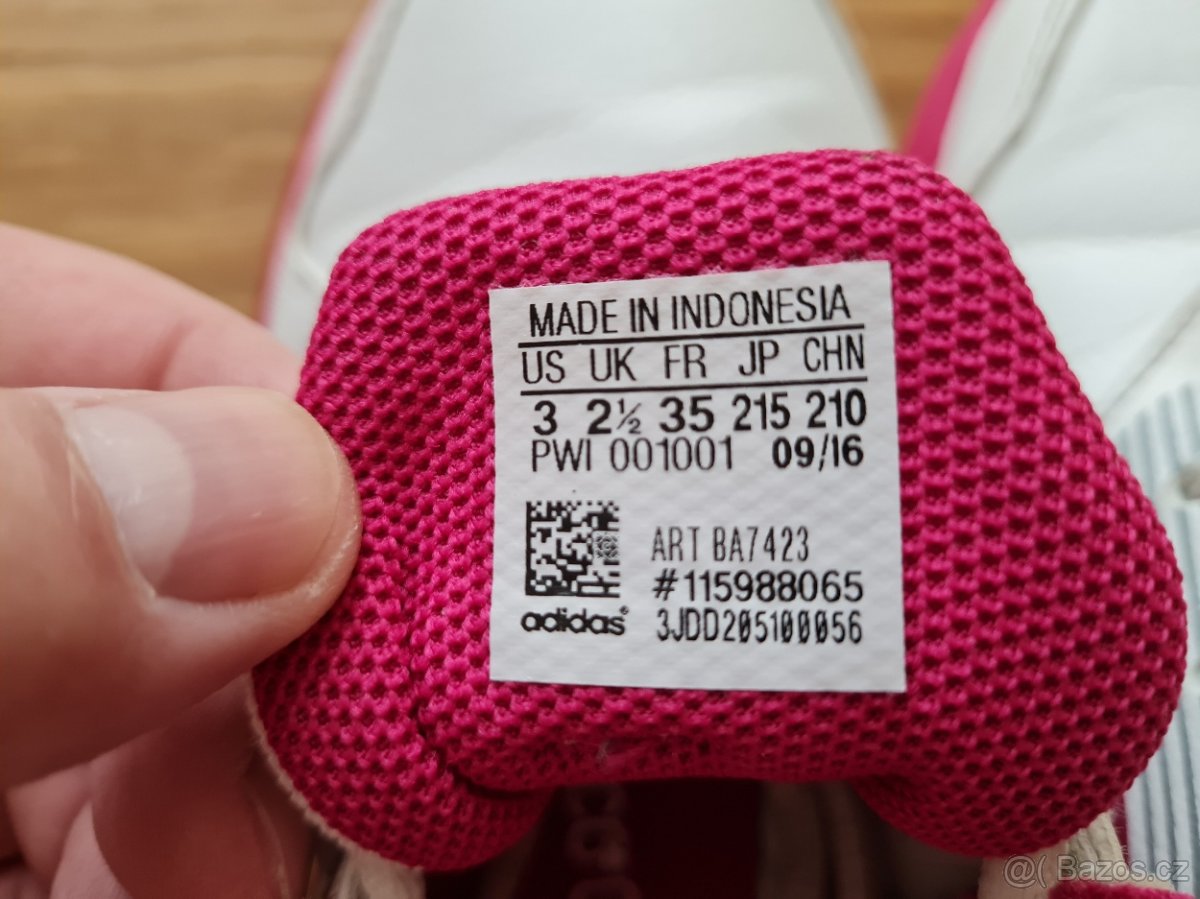 MADE IN INDONESIA
US UK FR JP CHN
3 2½ 35 215 210
PWI 001001 09/16
ART BA7423
#115988065
adidas®
3JDD205100056
@( Bazoš.cz